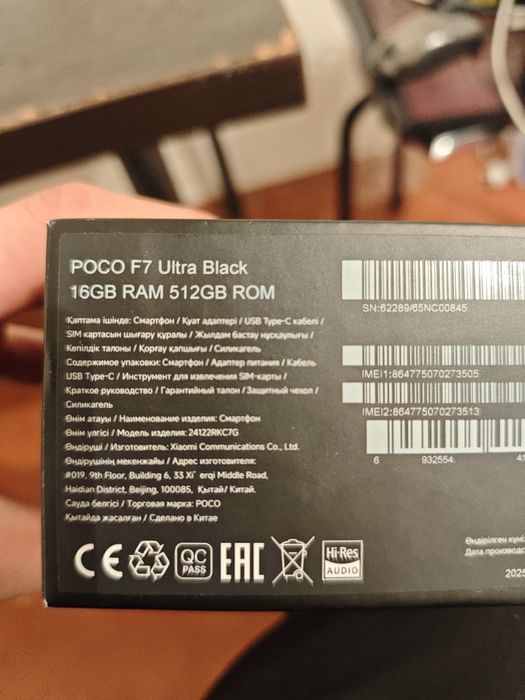 POCO F7 Ultra Black
16GB RAM 512GB ROM
Қаптама ішінде: Смартфон / Қуат адаптері / USB Type-C кабелі /
SIM картасын шығару құралы / Жылдам бастау нұсқаулығы /
Кепілдік талоны / Қорғау қапшығы / Силикагель
Содержимое упаковки: Смартфон / Адаптер питания / Кабель
USB Type-C / Инструмент для извлечения SIM-карты /
Краткое руководство / Гарантийный талон / Защитный чехол /
Силикагель
Өнім атауы / Наименование изделия: Смартфон
Өнім үлгісі / Модель изделия: 24122RKC7G
Өндіруші / Изготовитель: Xiaomi Communications Co., Ltd.
Өндірушінің мекенжайы / Адрес изготовителя:
#019, 9th Floor, Building 6, 33 Xi' erqi Middle Road,
Haidian District, Beijing, 100085, Қытай/ Китай.
Сауда белгісі / Торговая марка: POCO
Қытайда жасалған / Сделано в Китае
CE
QC
PASS
EAC
Hi-Res
AUDIO
SN:62289/65NC00845
IMEI1:864775070273505
IMEI2:864775070273513
6 932554 4
Өндірілген күні
Дата производс
2025